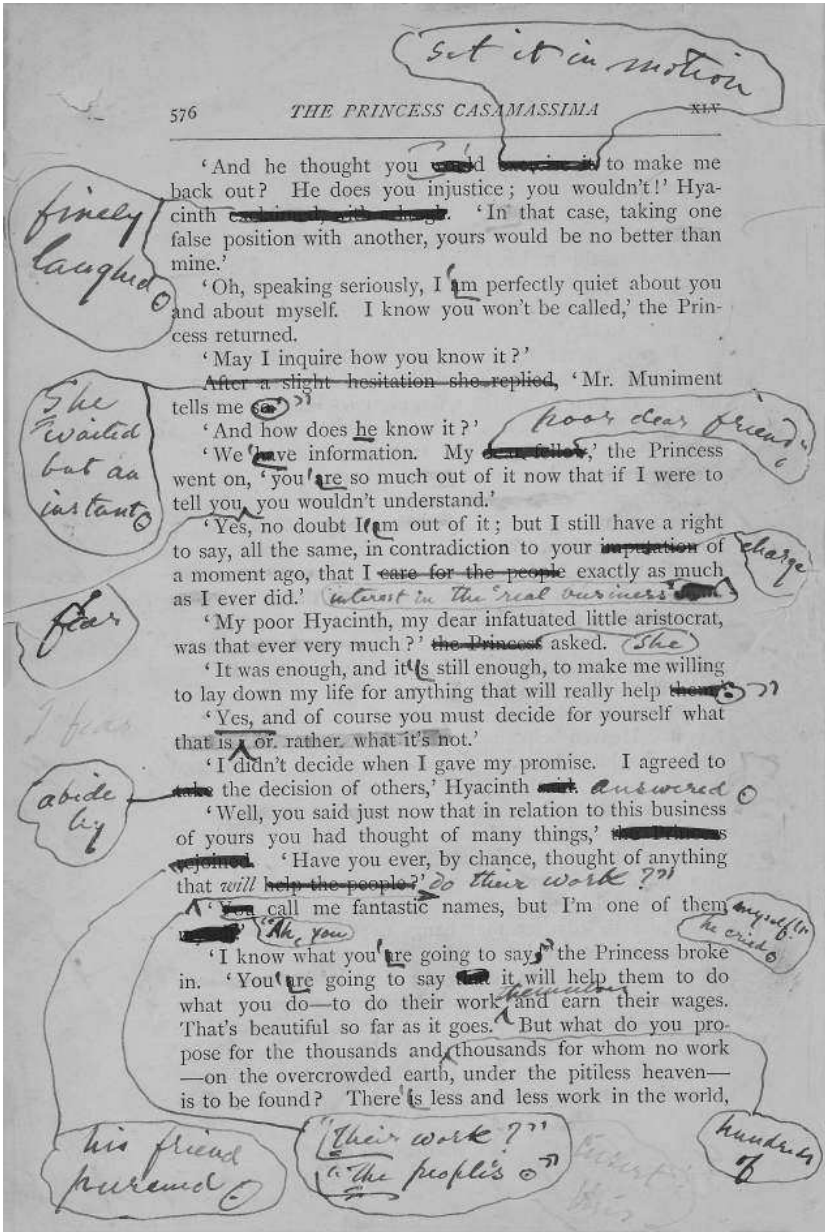 set it in motion
576 THE PRINCESS CASAMASSIMA XLV
‘And he thought you would to make me
back out? He does you injustice; you wouldn’t!’ Hya-
cinth exclaimed, with a laugh. ‘In that case, taking one
false position with another, yours would be no better than
mine.’
finely
laughed.
‘Oh, speaking seriously, I am perfectly quiet about you
and about myself. I know you won’t be called,’ the Prin-
cess returned.
‘May I inquire how you know it?’
After a slight hesitation she replied, ‘Mr. Muniment
tells me so.’”
She
waited
but an
instant.
‘And how does he know it?’
poor dear friend,”
‘We have information. My dear fellow,’ the Princess
went on, ‘you are so much out of it now that if I were to
tell you, you wouldn’t understand.’
‘Yes, no doubt I am out of it; but I still have a right
to say, all the same, in contradiction to your imputation of
charge
a moment ago, that I care for the people exactly as much
as I ever did.’ interest in the “real business”
fear
‘My poor Hyacinth, my dear infatuated little aristocrat,
was that ever very much?’ the Princess asked. She
‘It was enough, and it is still enough, to make me willing
to lay down my life for anything that will really help them.’”
I fear
‘Yes, and of course you must decide for yourself what
that is, or rather what it’s not.’
‘I didn’t decide when I gave my promise. I agreed to
take the decision of others,’ Hyacinth said. answered.
abide
by
‘Well, you said just now that in relation to this business
of yours you had thought of many things,’ the Princess
rejoined. ‘Have you ever, by chance, thought of anything
that will help the people?’ do their work?’”
‘You call me fantastic names, but I’m one of them myself!”
myself.’ “Ah, you he cried.
‘I know what you are going to say,” the Princess broke
in. ‘You are going to say that it will help them to do
themselves
what you do—to do their work and earn their wages.
That’s beautiful so far as it goes. But what do you pro-
pose for the thousands and thousands for whom no work
—on the overcrowded earth, under the pitiless heaven—
is to be found? There is less and less work in the world,
his friend
pursued.
“Their work?”
“The people’s.”
hundreds
of
Insert
this